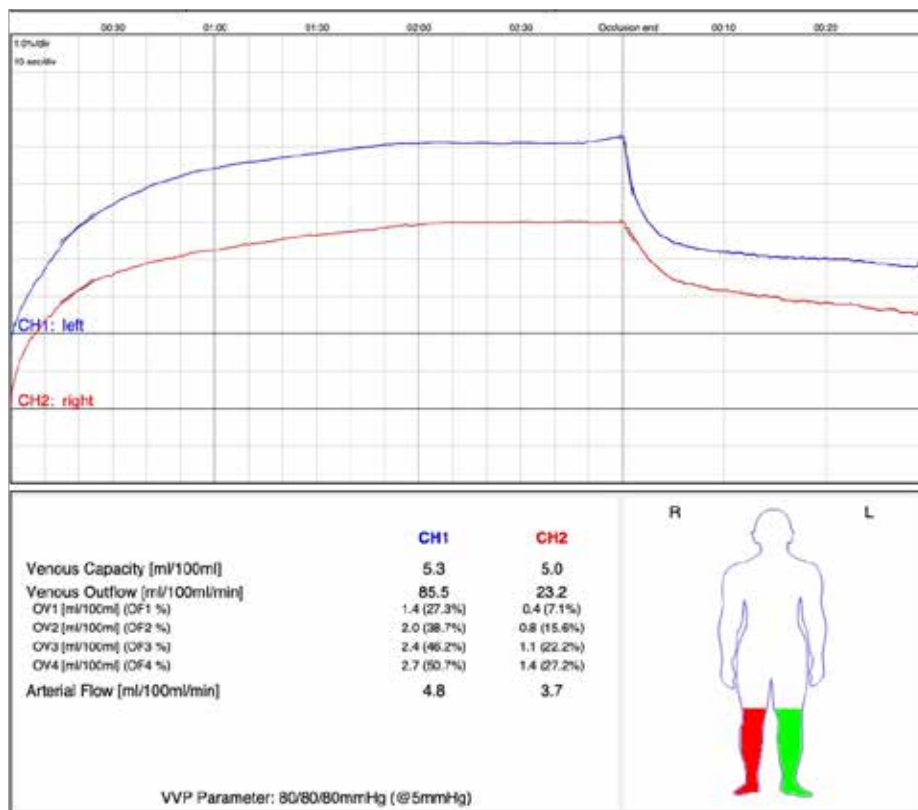 00:30 01:00 01:30 02:00 02:30 Occlusion end 00:10 00:25
1.0%/div
10 sec/div
CH1: left
CH2: right
R L
CH1 CH2
Venous Capacity [ml/100ml] 5.3 5.0
Venous Outflow [ml/100ml/min] 85.5 23.2
OV1 [ml/100ml] (OF1 %) 1.4 (27.3%) 0.4 (7.1%)
OV2 [ml/100ml] (OF2 %) 2.0 (38.7%) 0.8 (15.6%)
OV3 [ml/100ml] (OF3 %) 2.4 (46.2%) 1.1 (22.2%)
OV4 [ml/100ml] (OF4 %) 2.7 (50.7%) 1.4 (27.2%)
Arterial Flow [ml/100ml/min] 4.8 3.7
VVP Parameter: 80/80/80mmHg (@5mmHg)